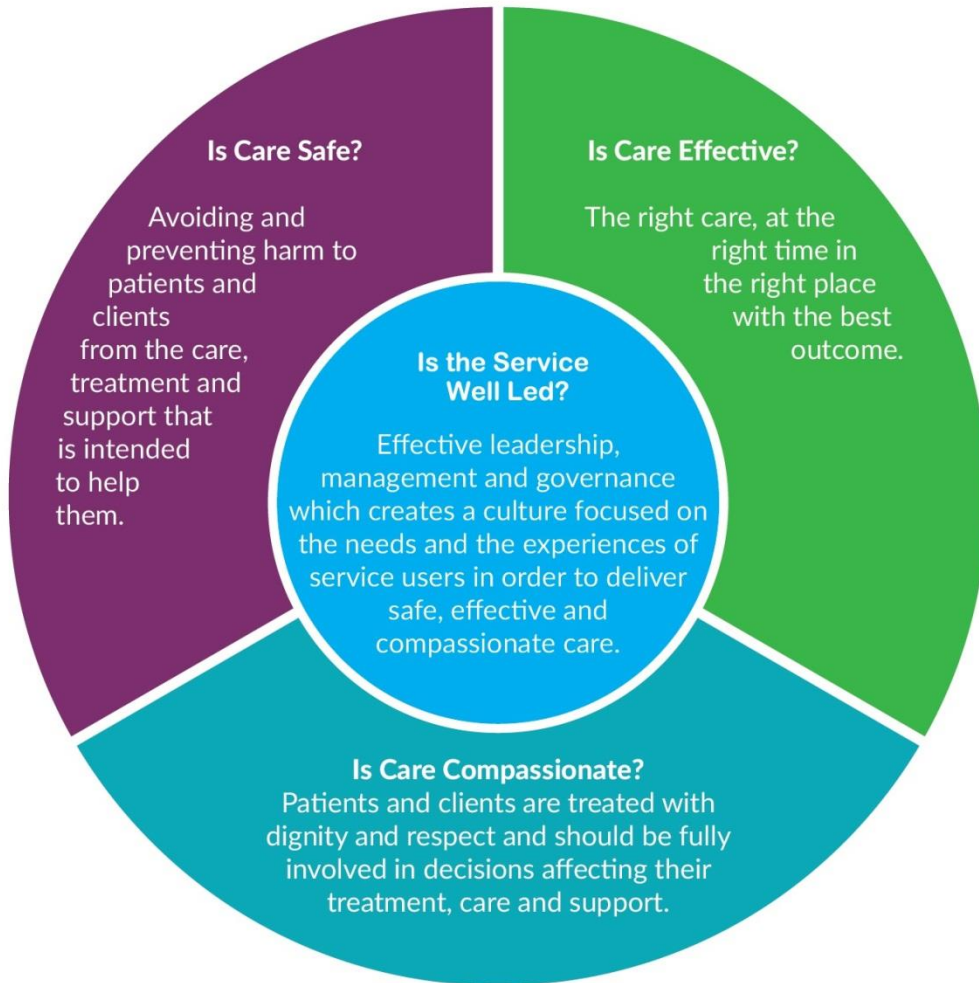 Is Care Safe?
Avoiding and
preventing harm to
patients and
clients
from the care,
treatment and
support that
is intended
to help
them.
Is Care Effective?
The right care, at the
right time in
the right place
with the best
outcome.
Is the Service
Well Led?
Effective leadership,
management and governance
which creates a culture focused on
the needs and the experiences of
service users in order to deliver
safe, effective and
compassionate care.
Is Care Compassionate?
Patients and clients are treated with
dignity and respect and should be fully
involved in decisions affecting their
treatment, care and support.